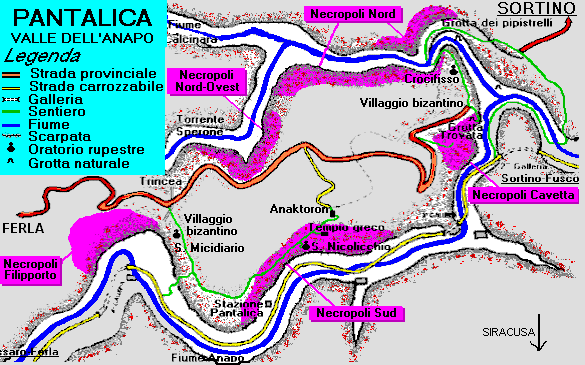 PANTALICA
VALLE DELL'ANAPO
Legenda
Strada provinciale
Strada carrozzabile
Galleria
Sentiero
Fiume
Scarpata
Oratorio rupestre
Grotta naturale
Necropoli Nord
SORTINO
Grotta dei pipistrelli
Fiume
Calcinara
Necropoli
Nord-Ovest
Crocifisso
Villaggio bizantino
Torrente
Sperone
Grotta
Trovata
Galleria
Sortino-Fusco
Trincea
Necropoli Cavetta
FERLA
Anaktoron
Villaggio
bizantino
Tempio greco
S. Micidiario
S. Nicolicchio
Necropoli
Filipporto
Stazione
Pantalica
Necropoli Sud
SIRACUSA
Ferla
Fiume Anapo